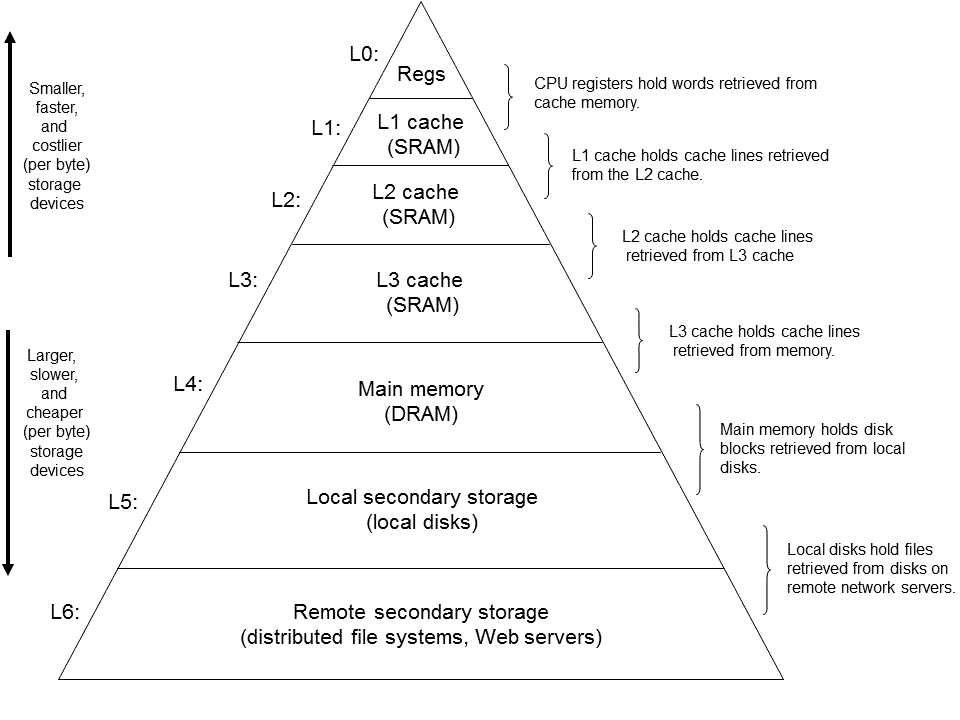 L0:
Regs
CPU registers hold words retrieved from
cache memory.
Smaller,
faster,
and
costlier
(per byte)
storage
devices
L1:
L1 cache
(SRAM)
L1 cache holds cache lines retrieved
from the L2 cache.
L2:
L2 cache
(SRAM)
L2 cache holds cache lines
retrieved from L3 cache
L3:
L3 cache
(SRAM)
L3 cache holds cache lines
retrieved from memory.
Larger,
slower,
and
cheaper
(per byte)
storage
devices
L4:
Main memory
(DRAM)
Main memory holds disk
blocks retrieved from local
disks.
L5:
Local secondary storage
(local disks)
Local disks hold files
retrieved from disks on
remote network servers.
L6:
Remote secondary storage
(distributed file systems, Web servers)